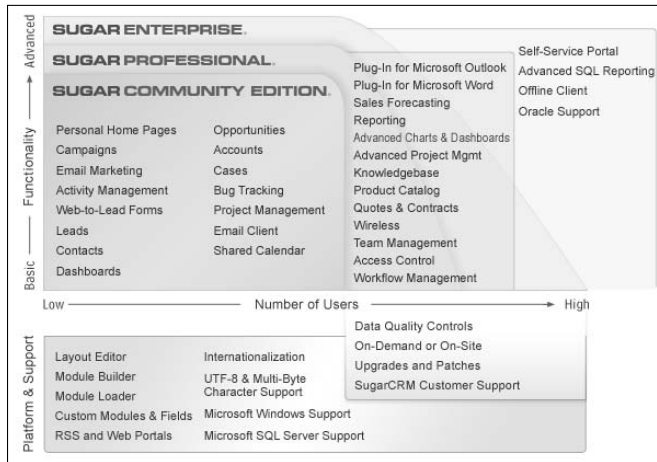 SUGAR ENTERPRISE.
SUGAR PROFESSIONAL.
SUGAR COMMUNITY EDITION.
Personal Home Pages
Campaigns
Email Marketing
Activity Management
Web-to-Lead Forms
Leads
Contacts
Dashboards
Opportunities
Accounts
Cases
Bug Tracking
Project Management
Email Client
Shared Calendar
Plug-In for Microsoft Outlook
Plug-In for Microsoft Word
Sales Forecasting
Reporting
Advanced Charts & Dashboards
Advanced Project Mgmt
Knowledgebase
Product Catalog
Quotes & Contracts
Wireless
Team Management
Access Control
Workflow Management
Self-Service Portal
Advanced SQL Reporting
Offline Client
Oracle Support
Basic
Functionality
Advanced
Low
Number of Users
High
Platform & Support
Layout Editor
Module Builder
Module Loader
Custom Modules & Fields
RSS and Web Portals
Internationalization
UTF-8 & Multi-Byte
Character Support
Microsoft Windows Support
Microsoft SQL Server Support
Data Quality Controls
On-Demand or On-Site
Upgrades and Patches
SugarCRM Customer Support